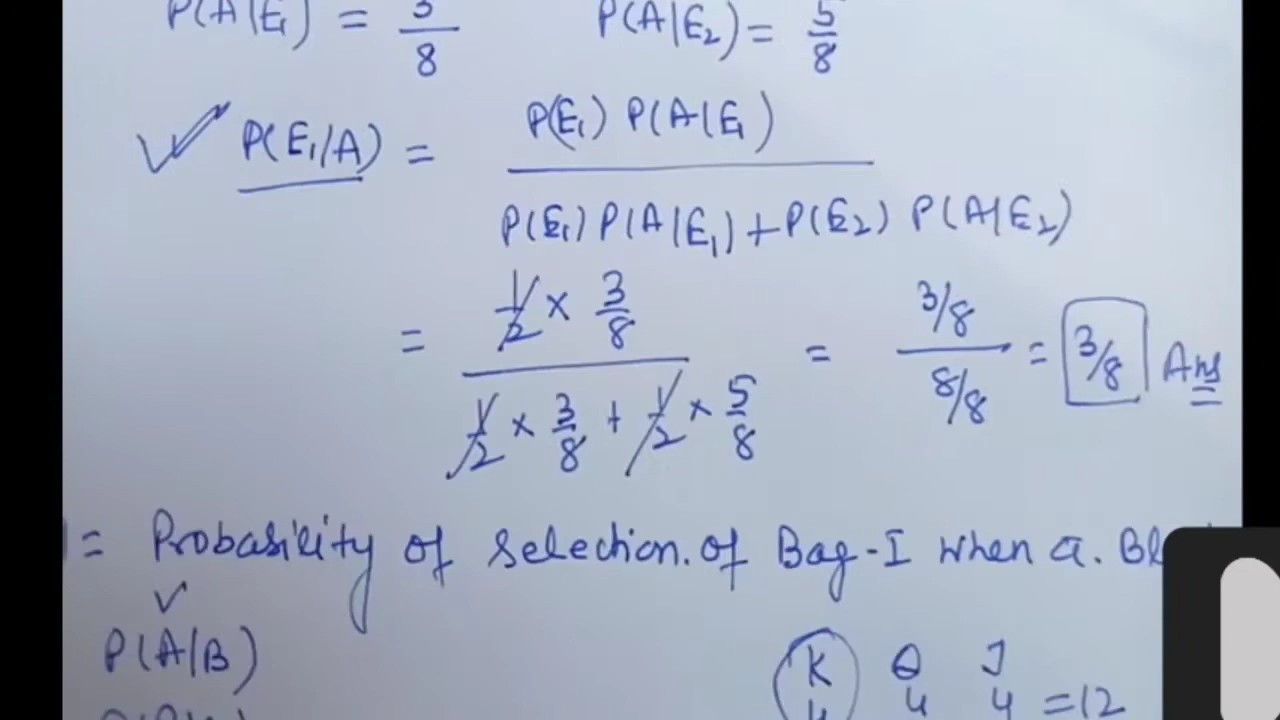 P(A|E₁) = 3/8 P(A|E₂) = 5/8
P(E₁/A) = P(E₁) P(A|E₁) / P(E₁) P(A|E₁) + P(E₂) P(A|E₂)
= 1/2 × 3/8 / 1/2 × 3/8 + 1/2 × 5/8 = 3/8 / 8/8 = 3/8 Ans
= Probability of selection. of Bag-I when a.
P(A|B)
K Q J
4 4 4 =12